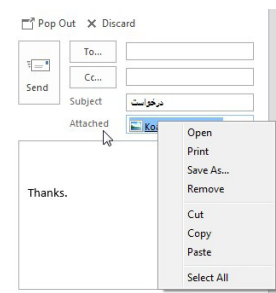 Pop Out Discard
To...
Cc...
Send
Subject درخواست
Attached
Open
Print
Save As...
Remove
Cut
Copy
Paste
Select All
Thanks.